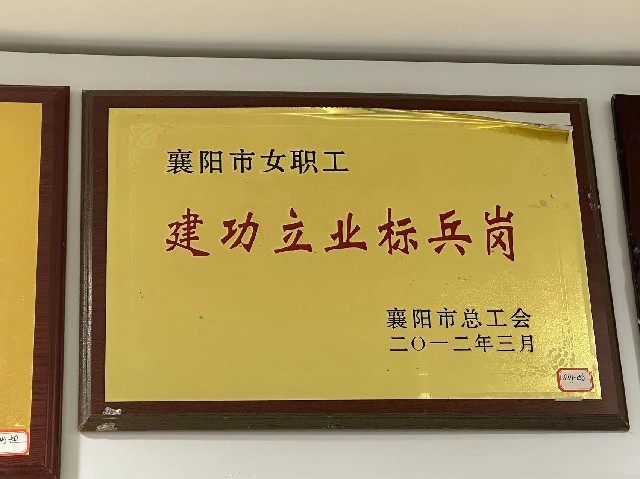 襄阳市女职工
建功立业标兵岗
襄阳市总工会
二〇一二年三月